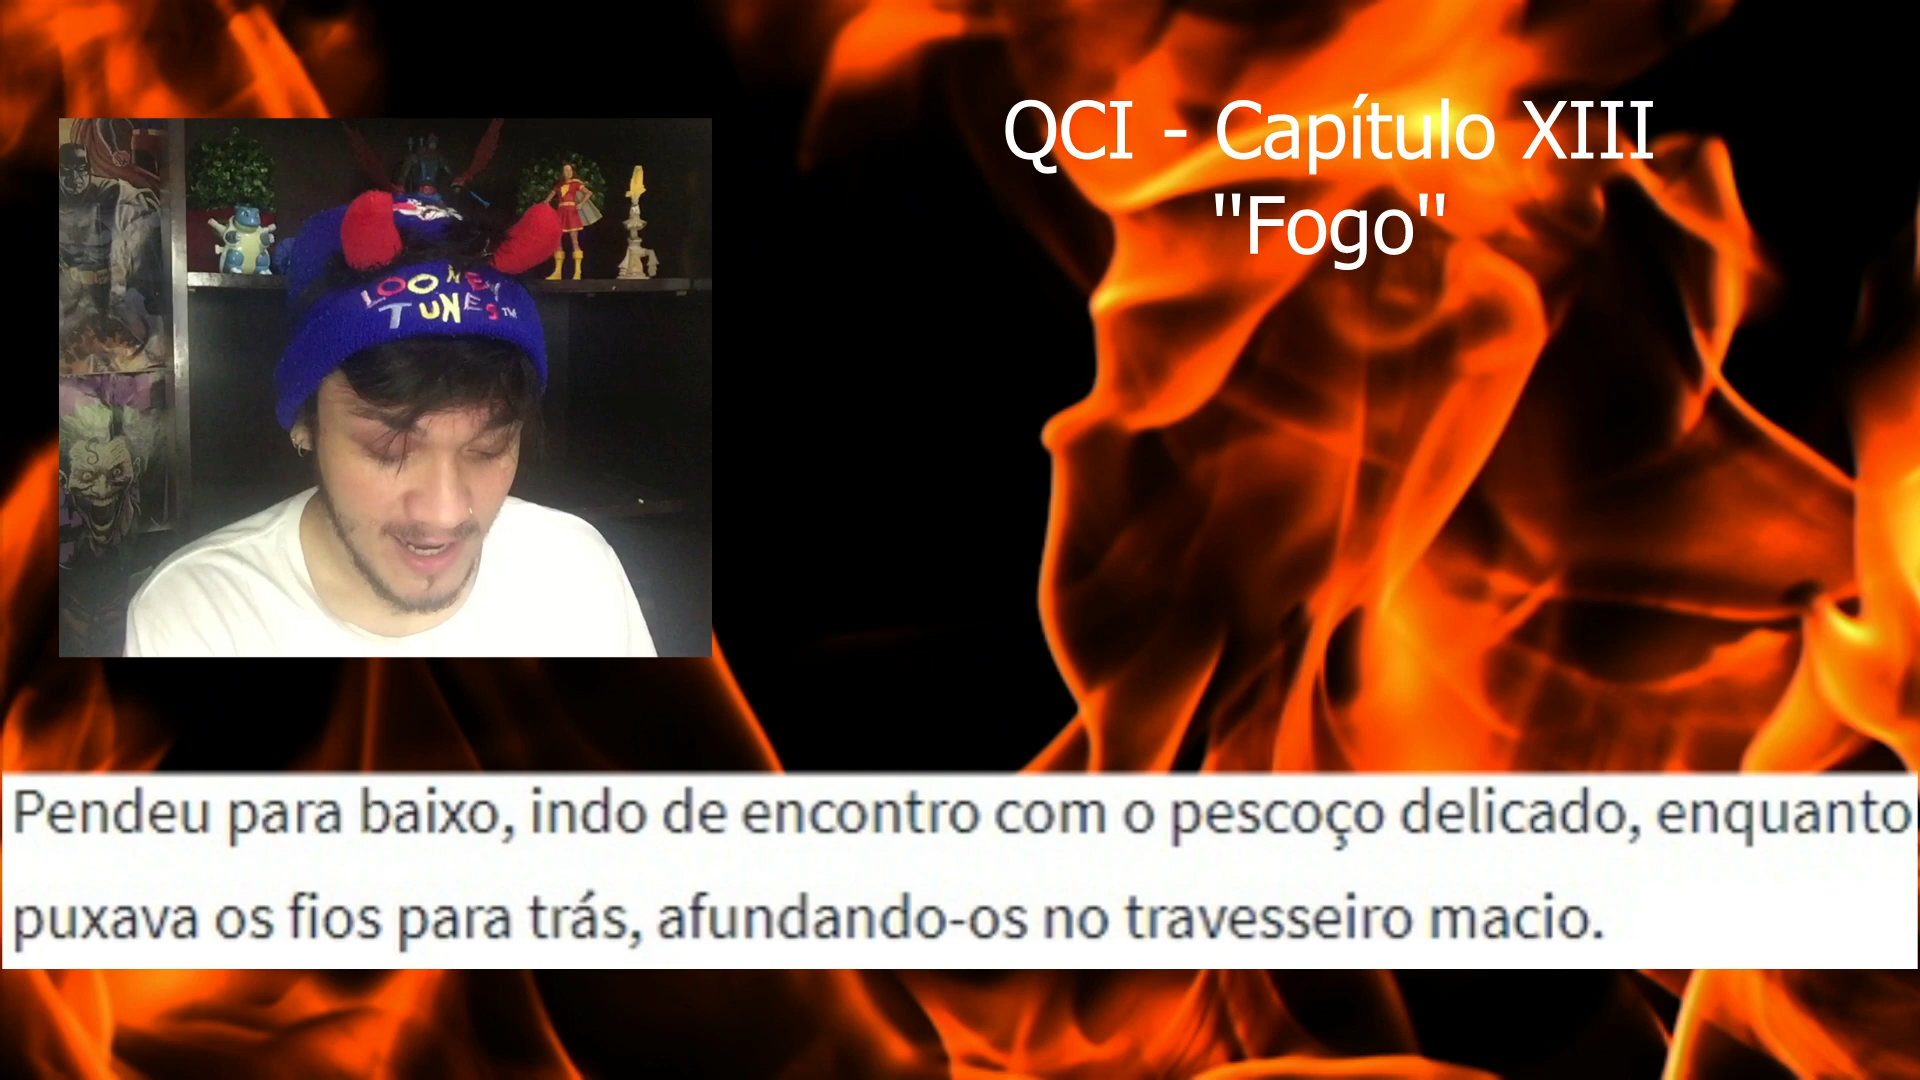 QCI - Capítulo XIII
"Fogo"
LOONEY
TUNES™
Pendeu para baixo, indo de encontro com o pescoço delicado, enquanto
puxava os fios para trás, afundando-os no travesseiro macio.